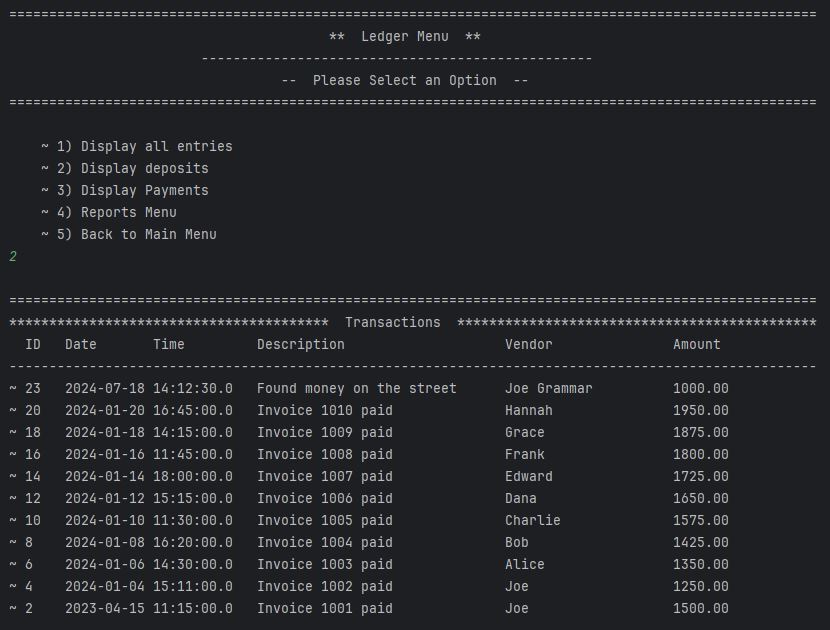 =====================================================================================================
**  Ledger Menu  **
-------------------------------------------------
--  Please Select an Option  --
=====================================================================================================
~ 1) Display all entries
~ 2) Display deposits
~ 3) Display Payments
~ 4) Reports Menu
~ 5) Back to Main Menu
2
=====================================================================================================
****************************************  Transactions  *********************************************
ID   Date       Time         Description                    Vendor               Amount
-----------------------------------------------------------------------------------------------------
~ 23   2024-07-18 14:12:30.0   Found money on the street      Joe Grammar          1000.00
~ 20   2024-01-20 16:45:00.0   Invoice 1010 paid              Hannah               1950.00
~ 18   2024-01-18 14:15:00.0   Invoice 1009 paid              Grace                1875.00
~ 16   2024-01-16 11:45:00.0   Invoice 1008 paid              Frank                1800.00
~ 14   2024-01-14 18:00:00.0   Invoice 1007 paid              Edward               1725.00
~ 12   2024-01-12 15:15:00.0   Invoice 1006 paid              Dana                 1650.00
~ 10   2024-01-10 11:30:00.0   Invoice 1005 paid              Charlie              1575.00
~ 8    2024-01-08 16:20:00.0   Invoice 1004 paid              Bob                  1425.00
~ 6    2024-01-06 14:30:00.0   Invoice 1003 paid              Alice                1350.00
~ 4    2024-01-04 15:11:00.0   Invoice 1002 paid              Joe                  1250.00
~ 2    2023-04-15 11:15:00.0   Invoice 1001 paid              Joe                  1500.00